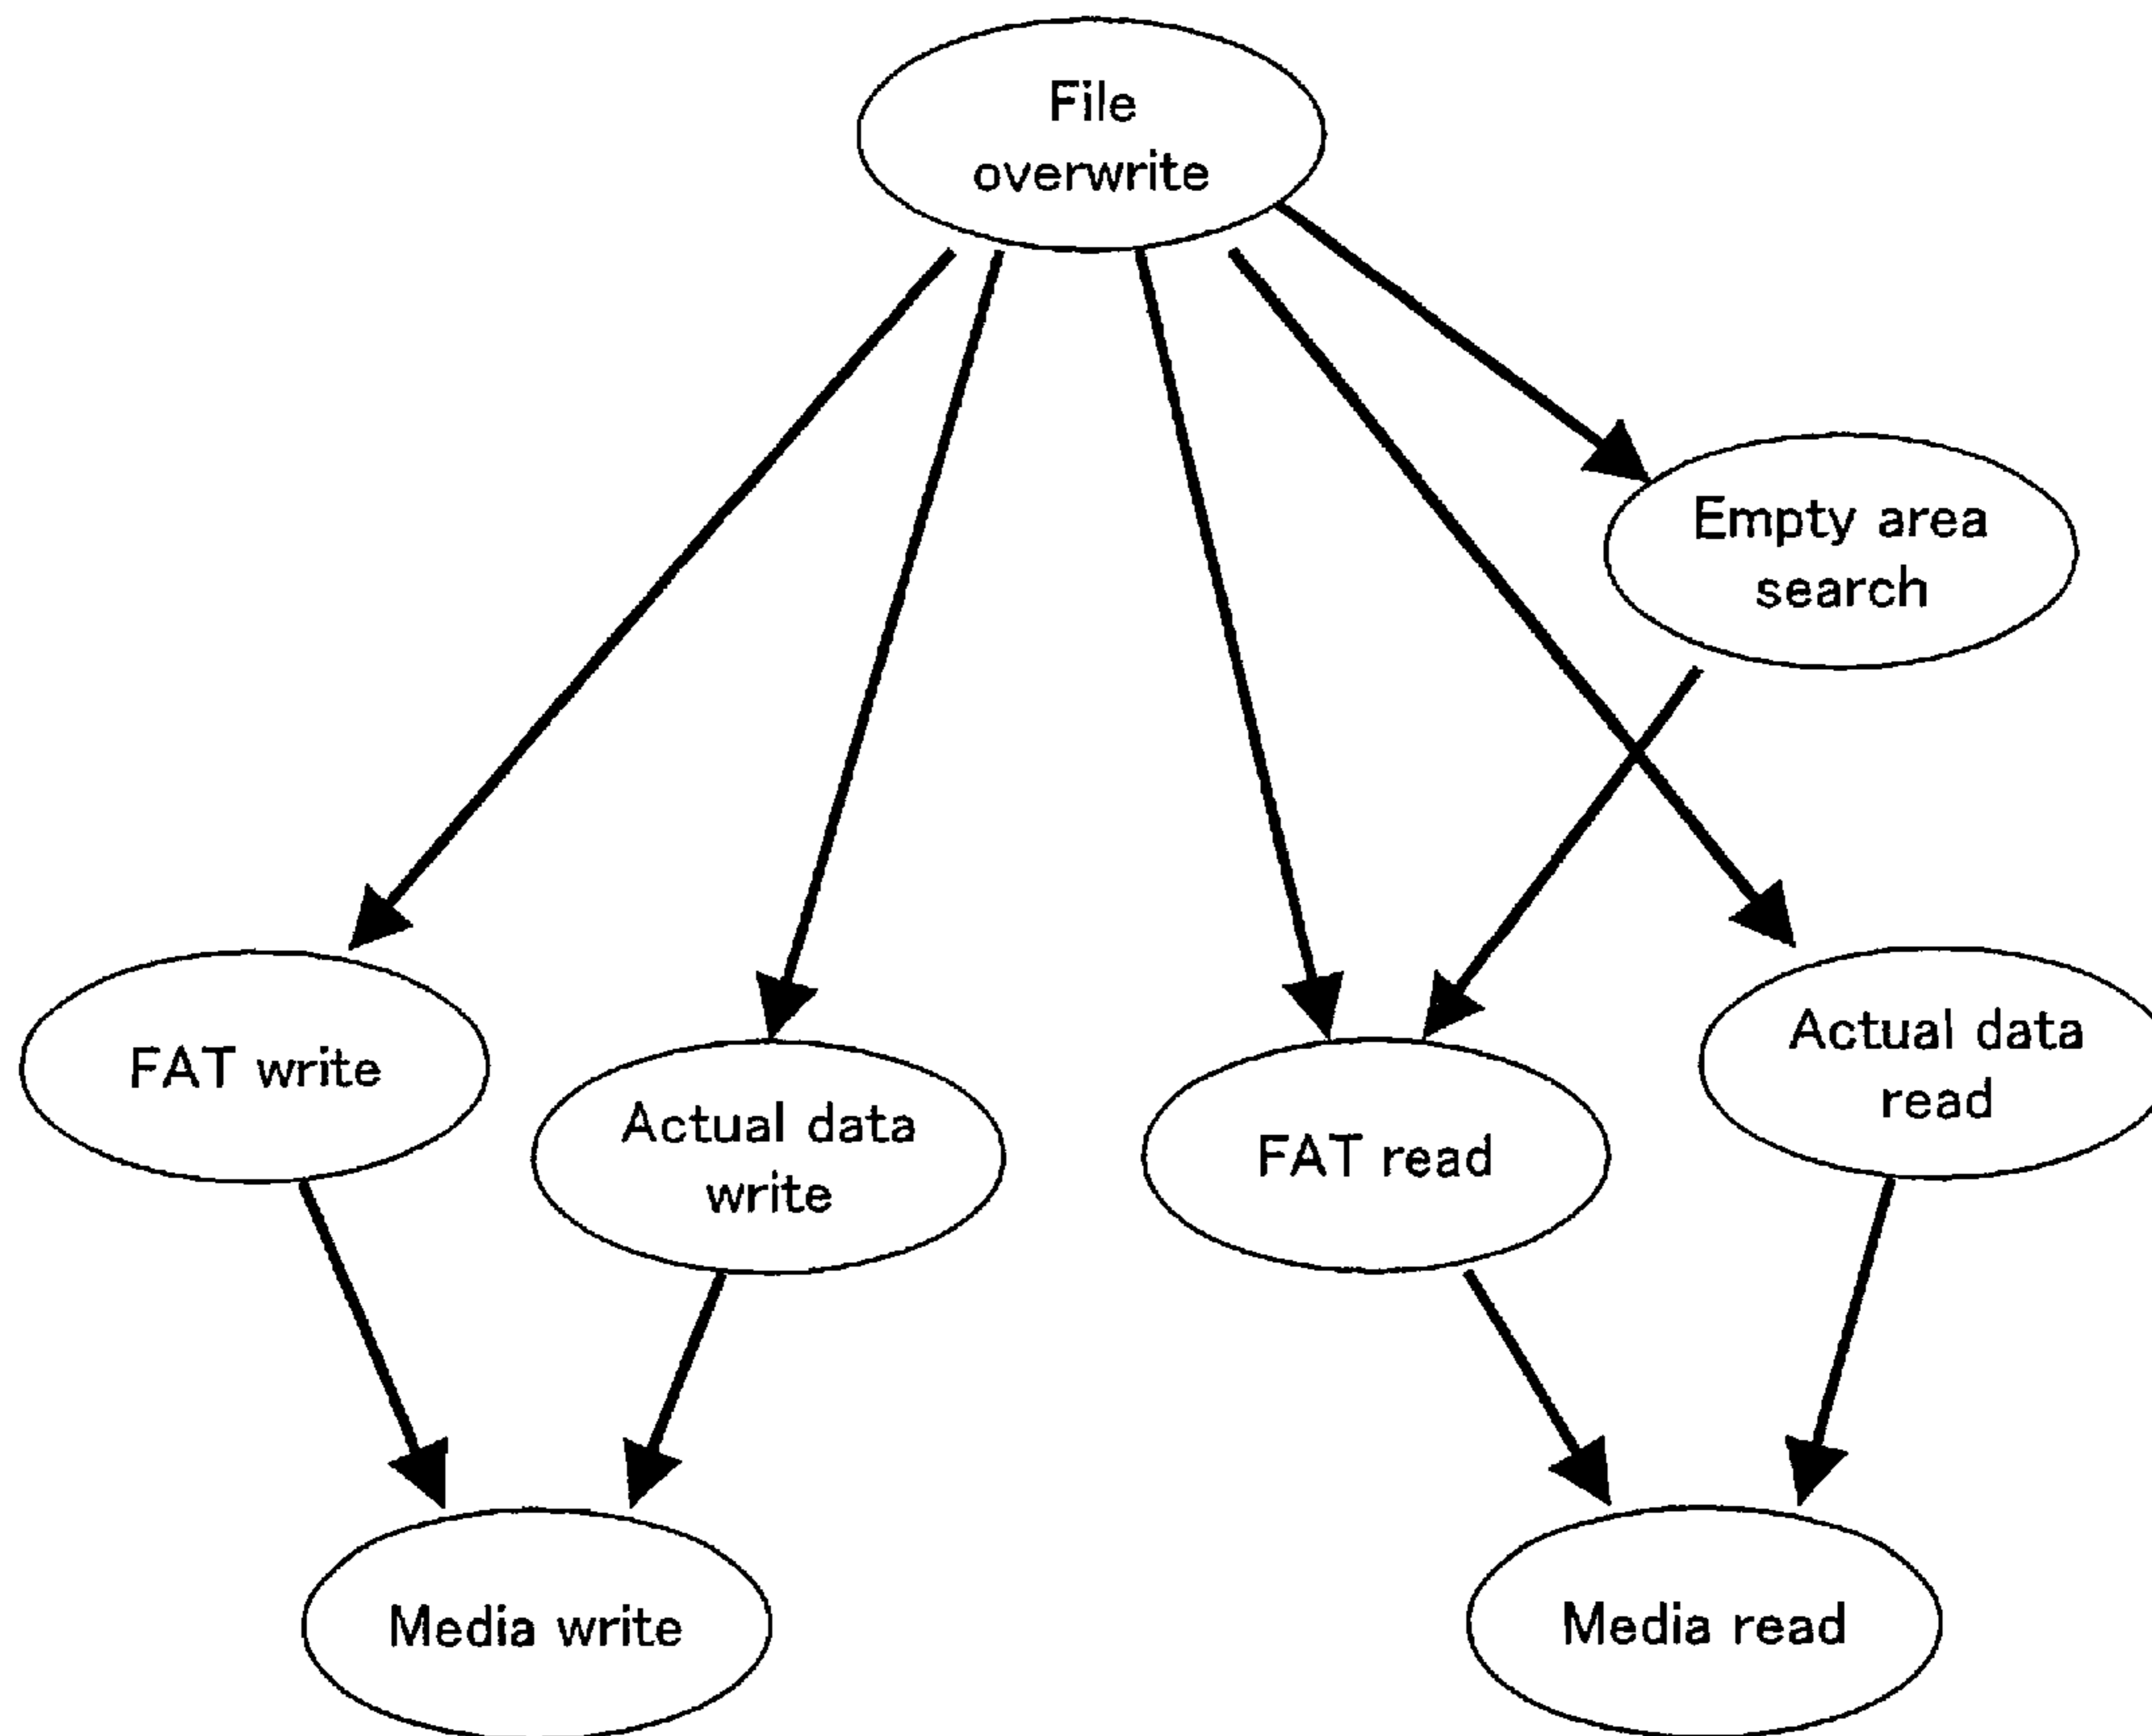 File
overwrite
Empty area
search
FAT write
Actual data
write
FAT read
Actual data
read
Media write
Media read